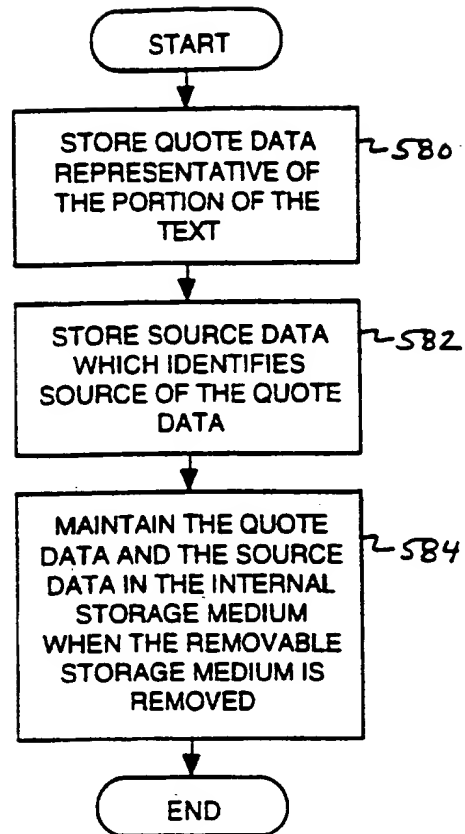 START
STORE QUOTE DATA
REPRESENTATIVE OF
THE PORTION OF THE
TEXT
580
STORE SOURCE DATA
WHICH IDENTIFIES
SOURCE OF THE QUOTE
DATA
582
MAINTAIN THE QUOTE
DATA AND THE SOURCE
DATA IN THE INTERNAL
STORAGE MEDIUM
WHEN THE REMOVABLE
STORAGE MEDIUM IS
REMOVED
584
END